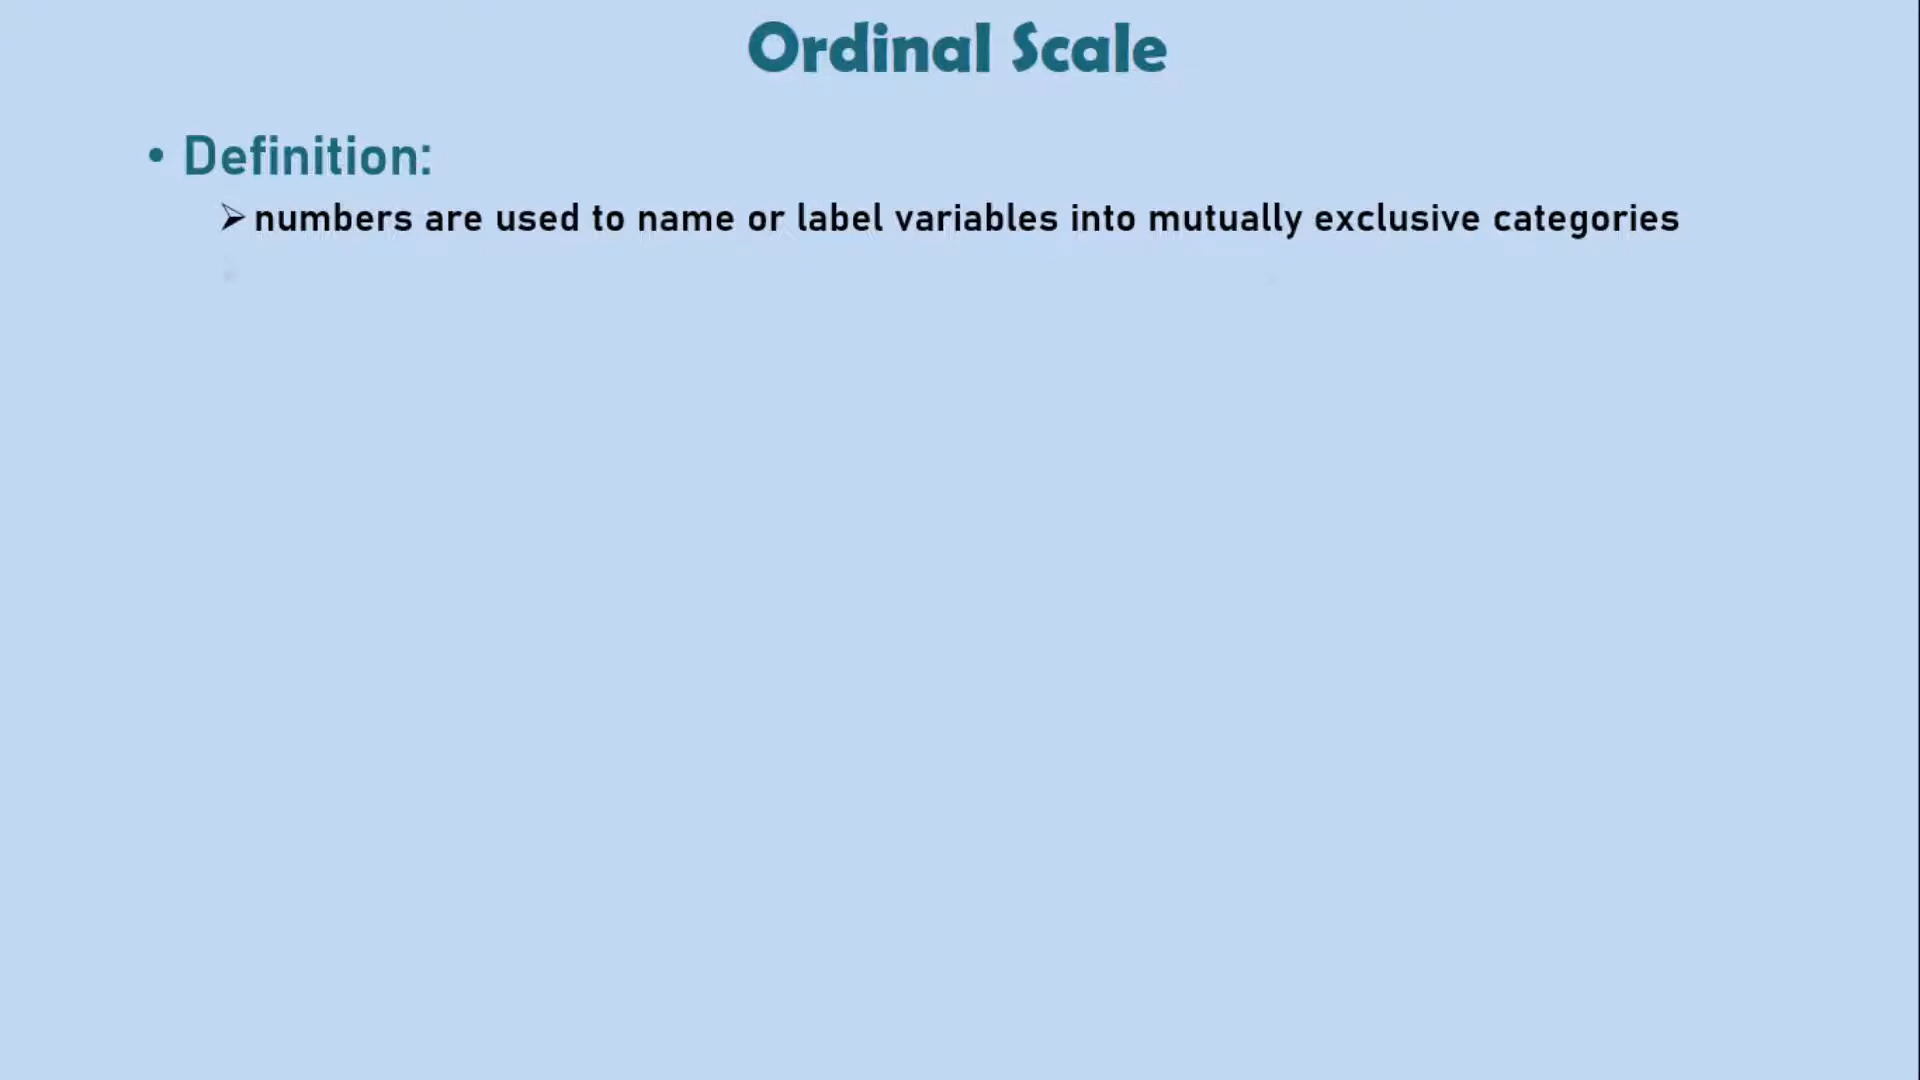 Ordinal Scale
• Definition:
➢ numbers are used to name or label variables into mutually exclusive categories